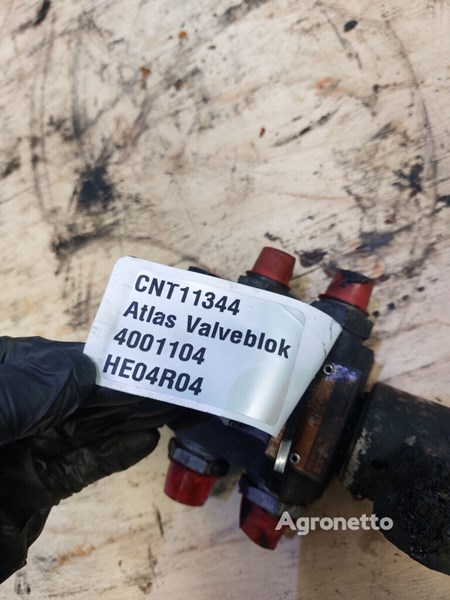 CNT11344
Atlas Valveblok
4001104
HE04R04
Agronetto